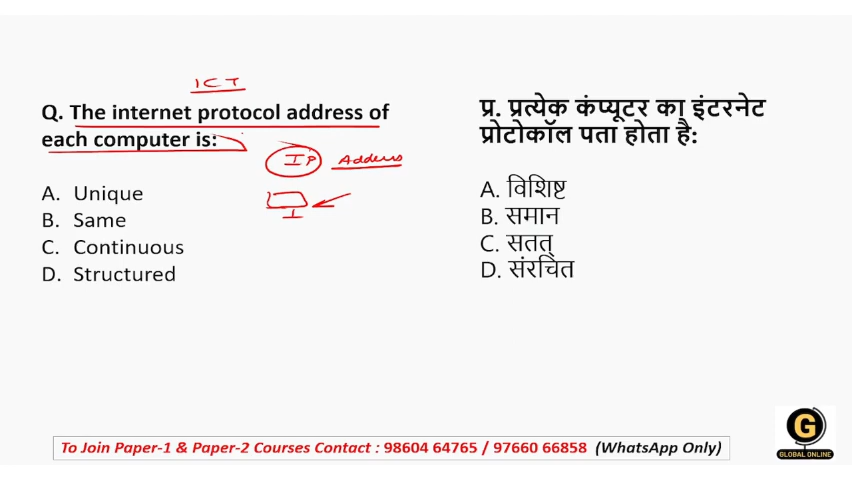 ICT
Q. The internet protocol address of
each computer is:
IP Address
A. Unique
B. Same
C. Continuous
D. Structured
प्र. प्रत्येक कंप्यूटर का इंटरनेट
प्रोटोकॉल पता होता है:
A. विशिष्ट
B. समान
C. सतत्
D. संरचित
To Join Paper-1 & Paper-2 Courses Contact : 98604 64765 / 97660 66858 (WhatsApp Only)
G
GLOBAL ONLINE